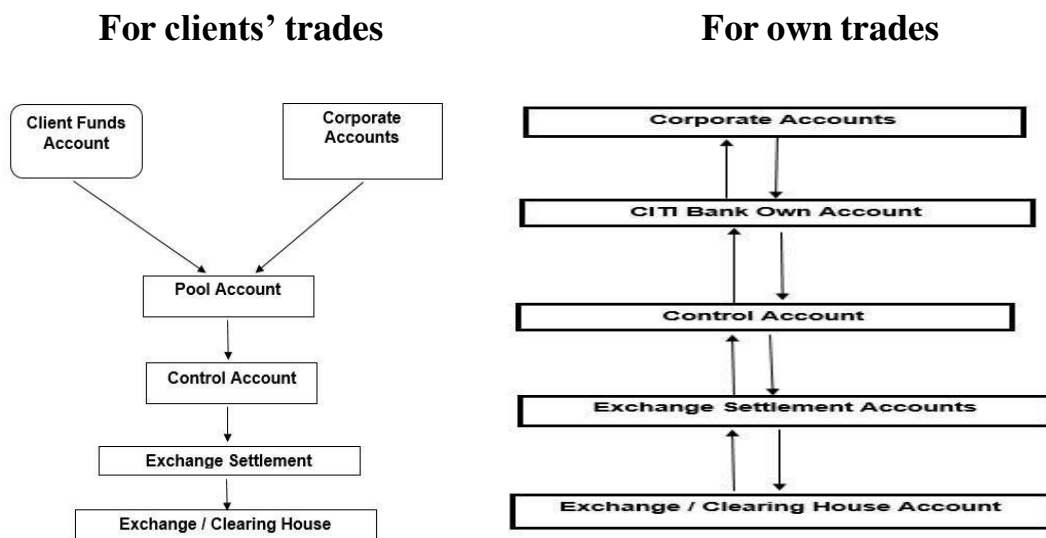 For clients’ trades
For own trades
Client Funds
Account
Corporate
Accounts
Pool Account
Control Account
Exchange Settlement
Exchange / Clearing House
Corporate Accounts
CITI Bank Own Account
Control Account
Exchange Settlement Accounts
Exchange / Clearing House Account